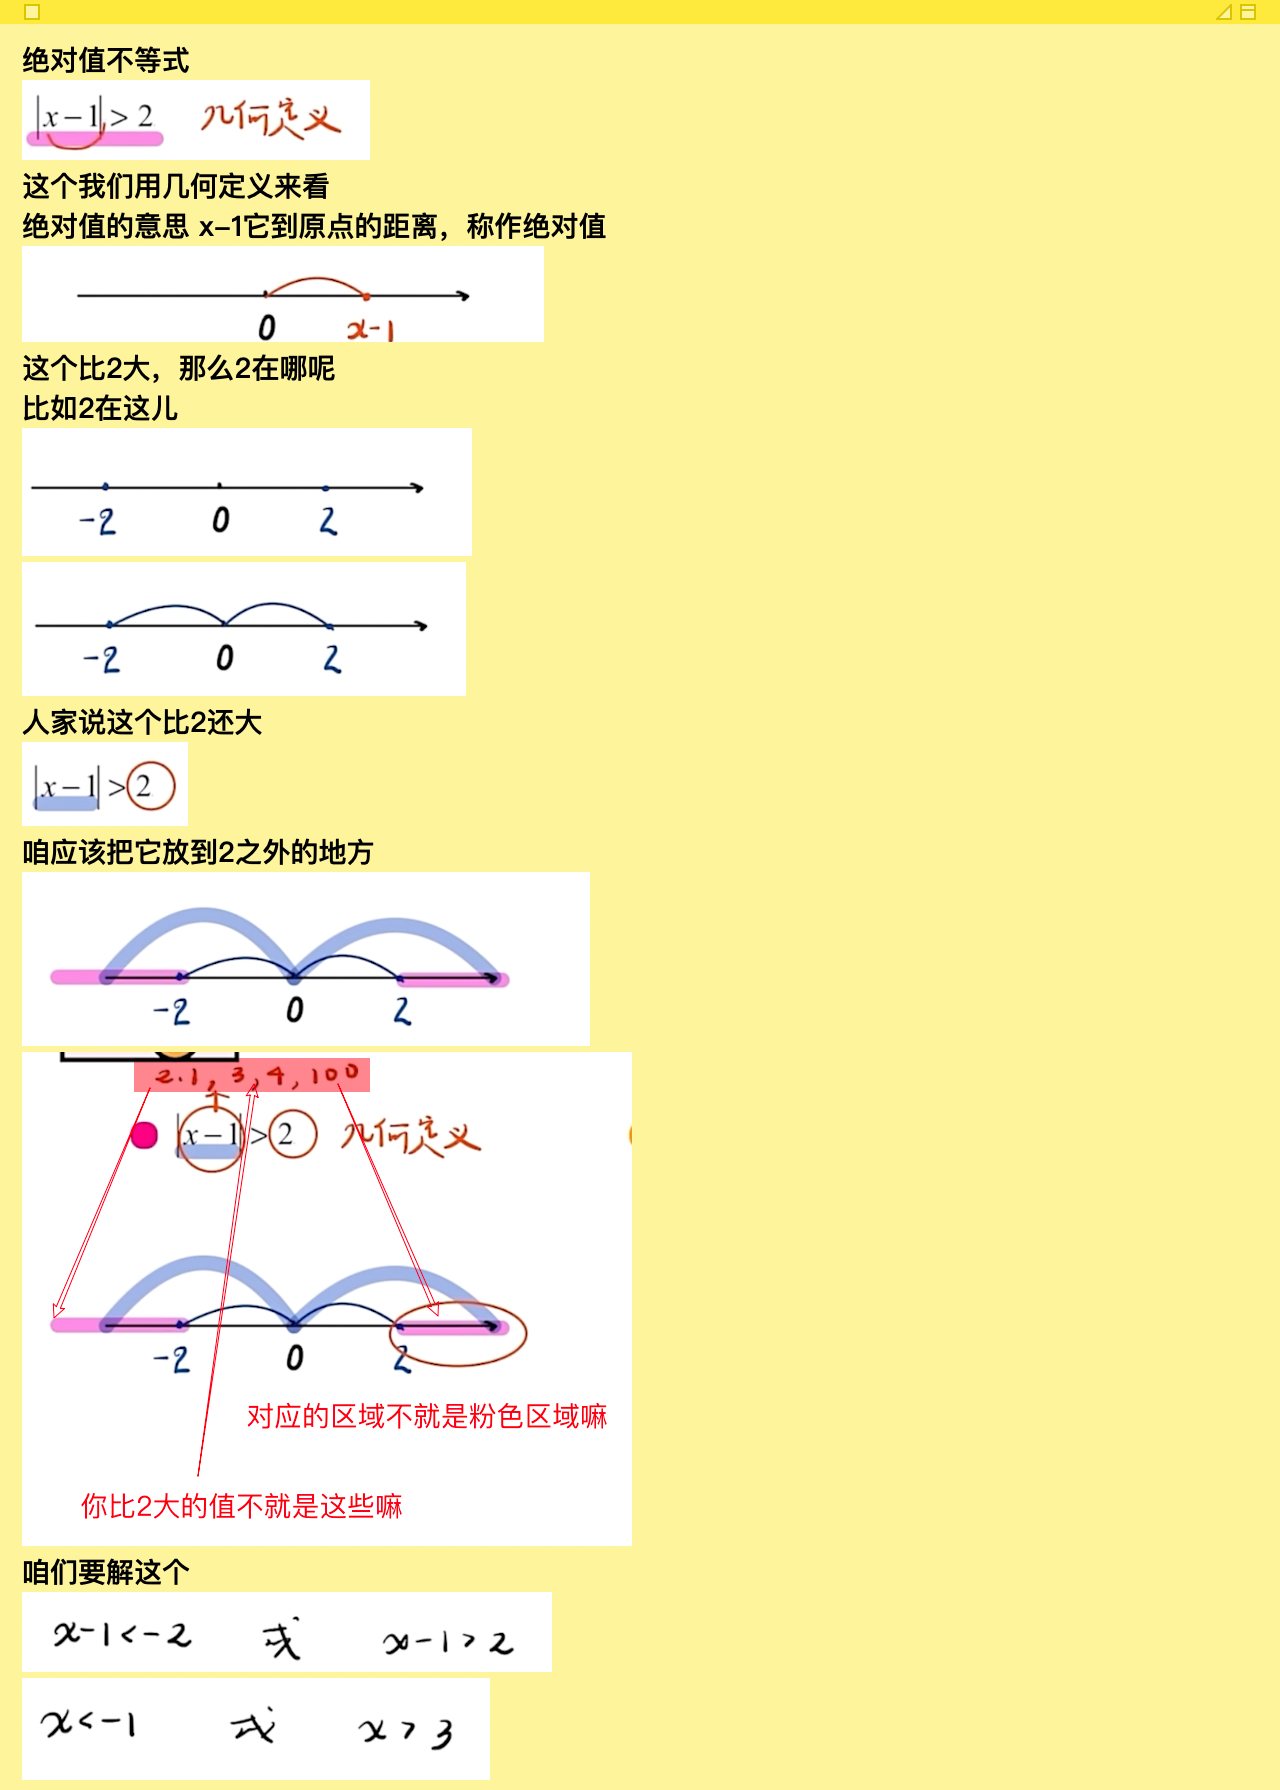 绝对值不等式
|x-1|>2 几何定义
这个我们用几何定义来看
绝对值的意思 x-1它到原点的距离，称作绝对值
0 x-1
这个比2大，那么2在哪呢
比如2在这儿
-2 0 2
-2 0 2
人家说这个比2还大
|x-1|>2
咱应该把它放到2之外的地方
-2 0 2
2.1, 3, 4, 100
|x-1|>2 几何定义
-2 0 2
对应的区域不就是粉色区域嘛
你比2大的值不就是这些嘛
咱们要解这个
x-1<-2 或 x-1>2
x<-1 或 x>3